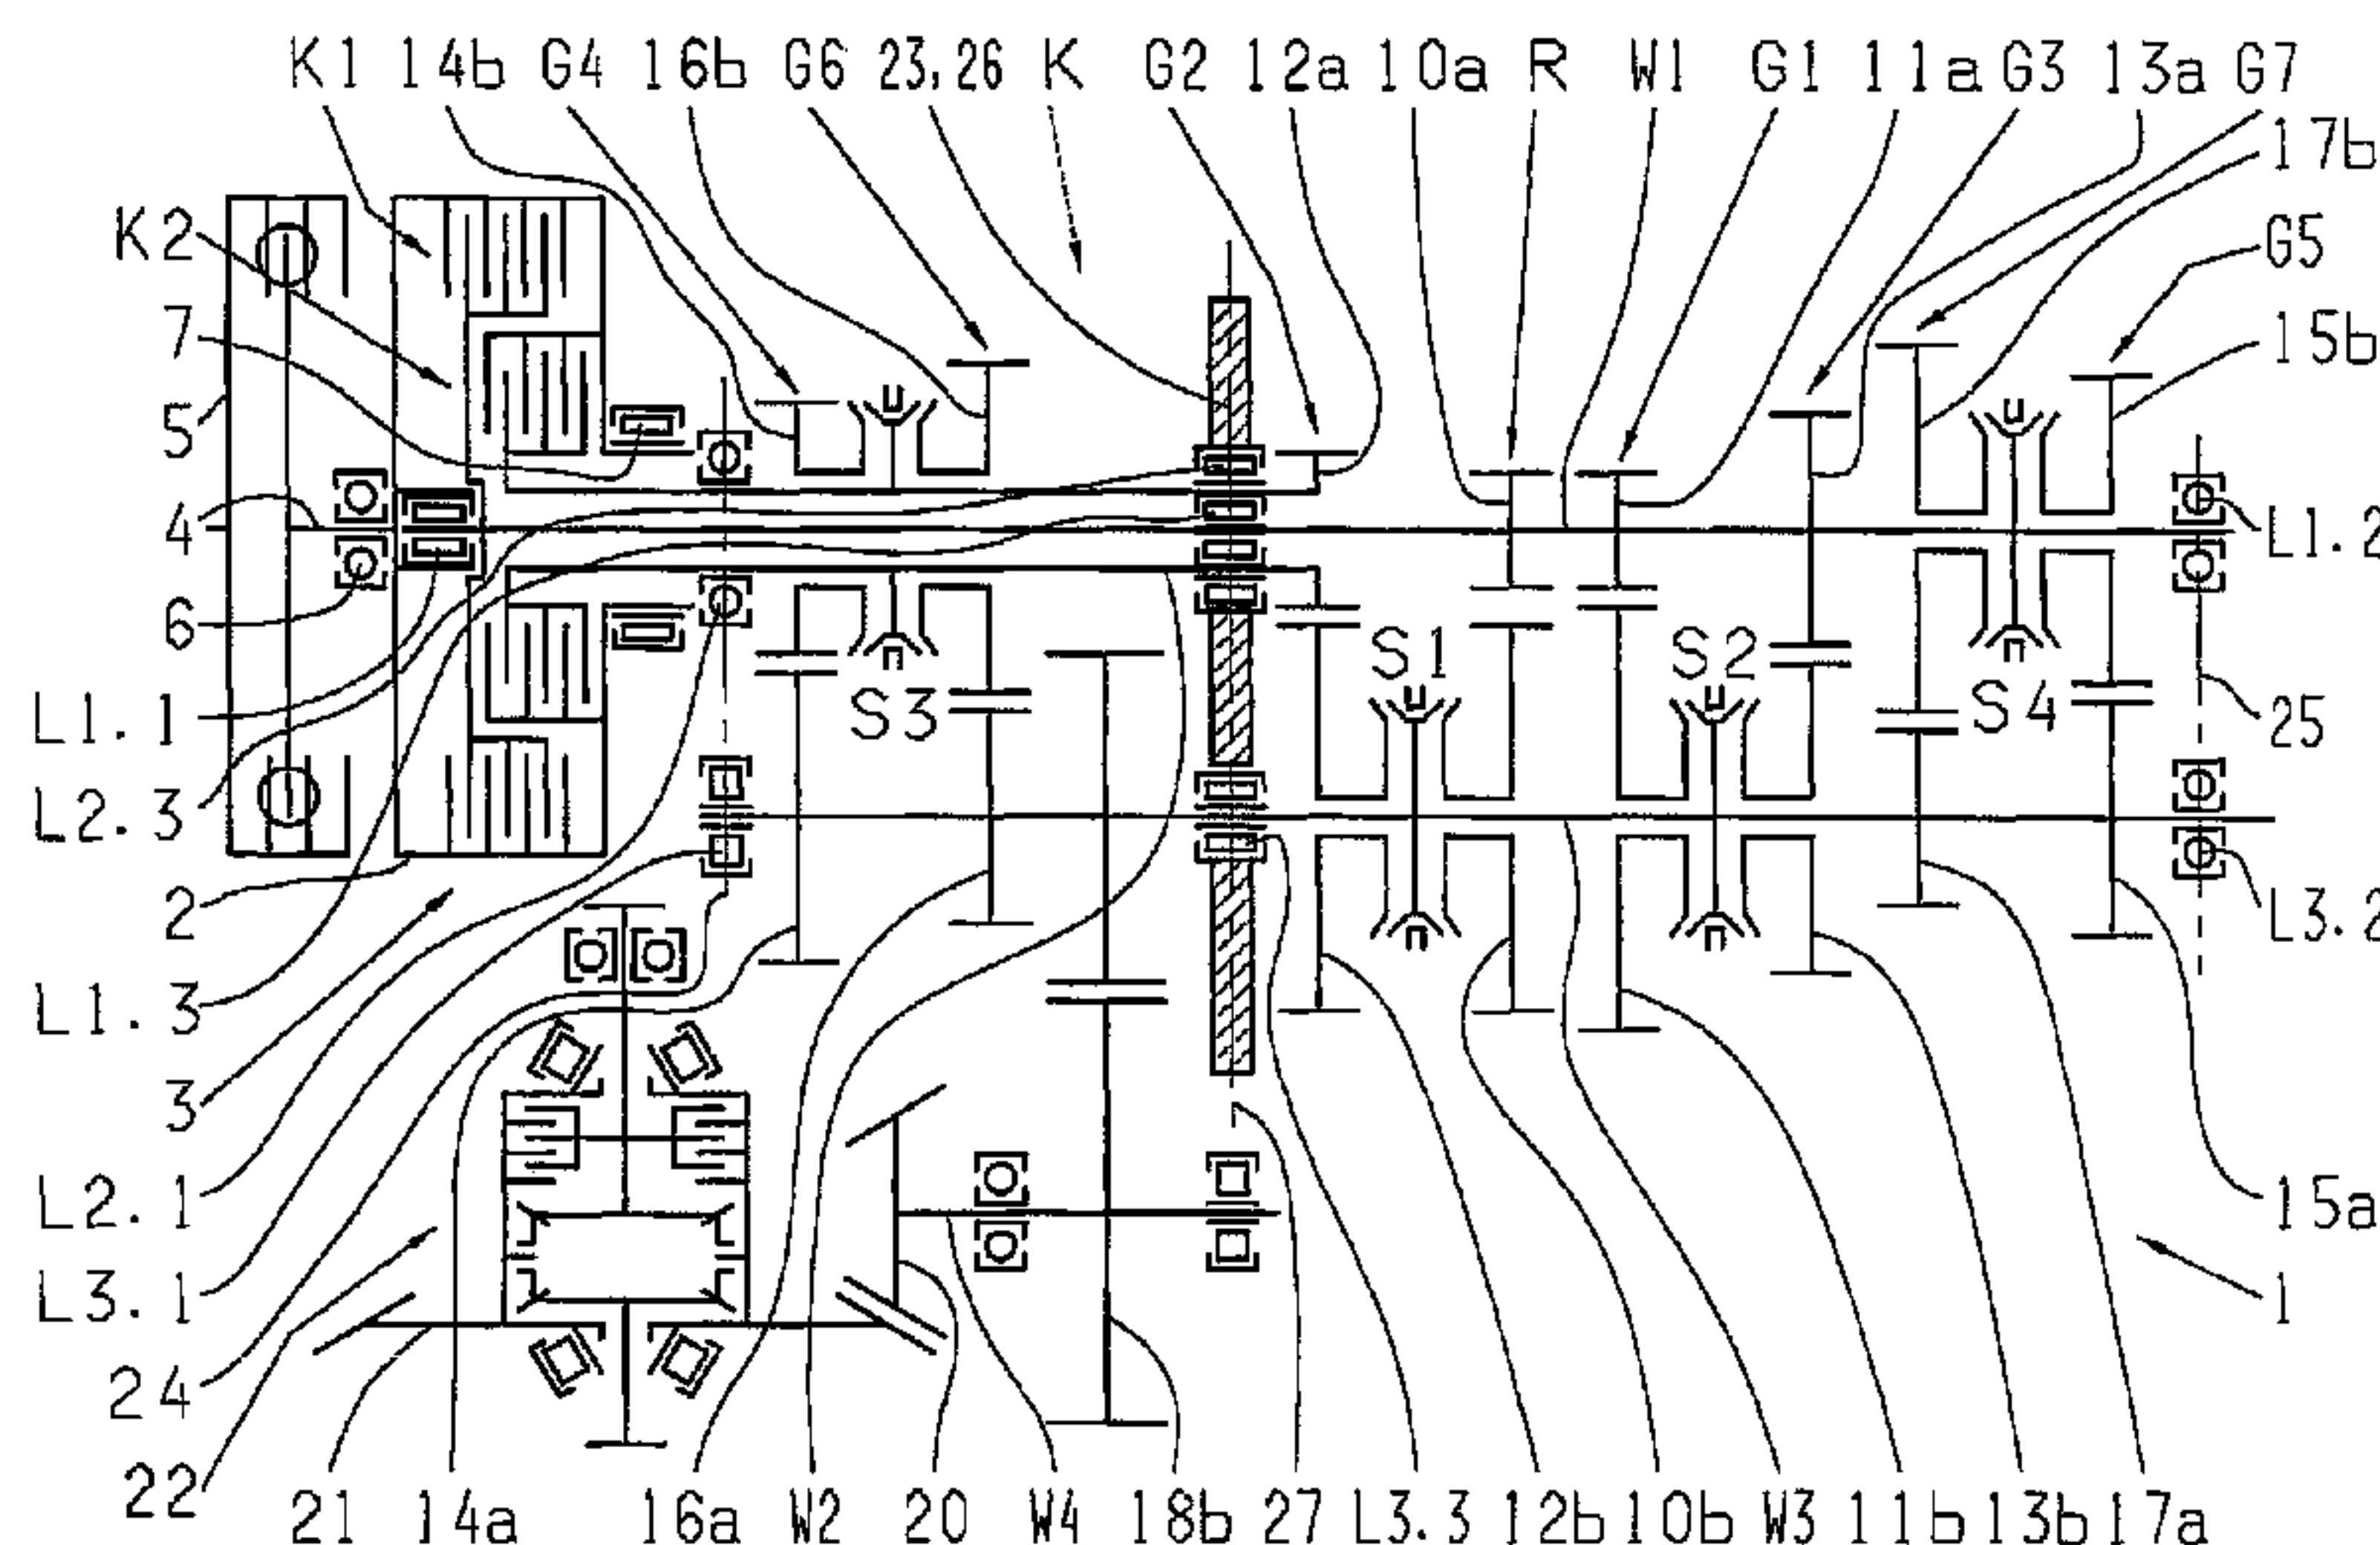 K1 14b G4 16b G6 23,26 K G2 12a 10a R W1 G1 11a G3 13a G7
17b
K2
G5
7
15b
5
4
L1.2
6
S1 S2
S3 S4
L1.1
25
L2.3
2
L3.2
L1.3
3
L2.1
15a
L3.1
1
24
22
21 14a 16a W2 20 W4 18b 27 L3.3 12b 10b W3 11b 13b 17a